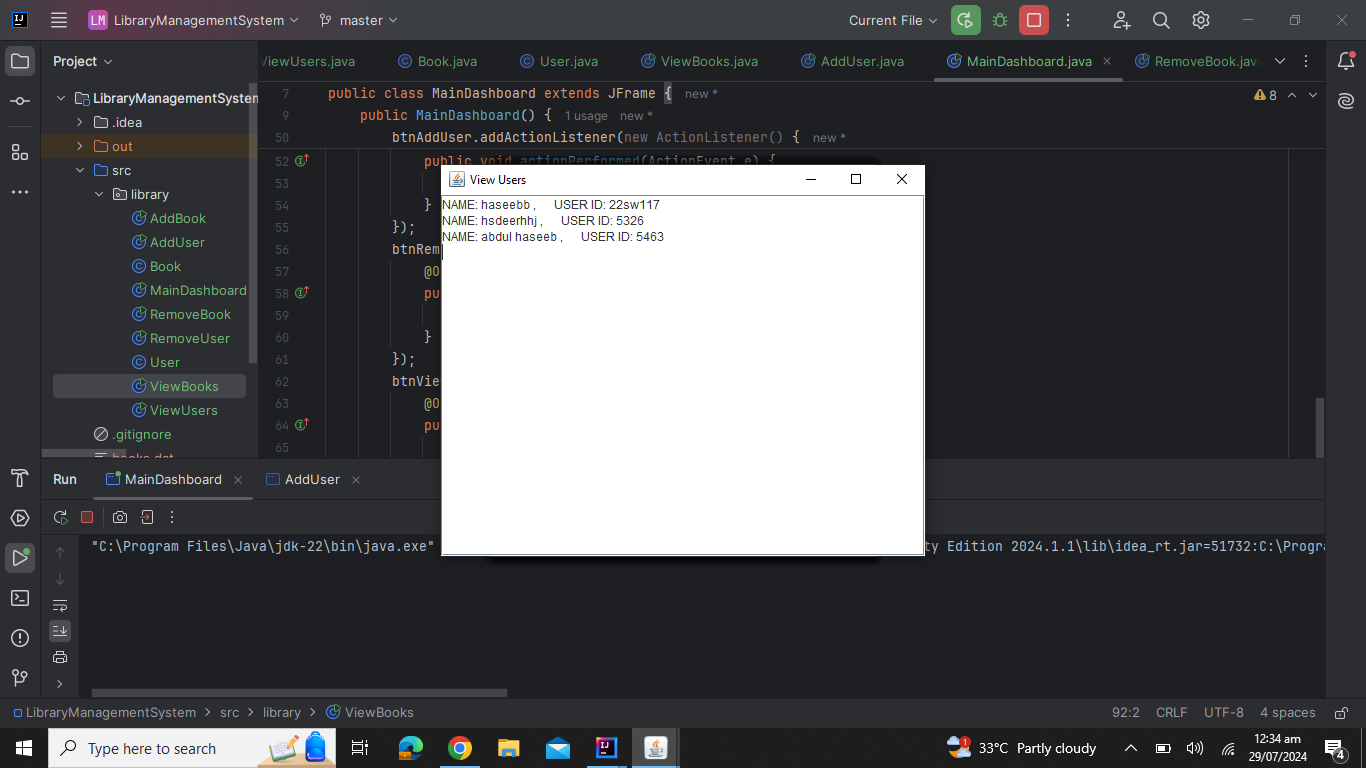 LM LibraryManagementSystem master Current File
Project
ViewUsers.java Book.java User.java ViewBooks.java AddUser.java MainDashboard.java RemoveBook.jav
LibraryManagementSystem
.idea
out
src
library
AddBook
AddUser
Book
MainDashboard
RemoveBook
RemoveUser
User
ViewBooks
ViewUsers
.gitignore
books.dat
7 public class MainDashboard extends JFrame { new *
8
9 public MainDashboard() { 1 usage new *
50 btnAddUser.addActionListener(new ActionListener() { new *
52 public void actionPerformed(ActionEvent e) {
53
54 }
55 });
56 btnRem
57 @O
58 pu
59
60 }
61 });
62 btnVie
63 @O
64 pu
65
View Users
NAME: haseebb , USER ID: 22sw117
NAME: hsdeerhhj , USER ID: 5326
NAME: abdul haseeb , USER ID: 5463
Run MainDashboard AddUser
"C:\Program Files\Java\jdk-22\bin\java.exe" ty Edition 2024.1.1\lib\idea_rt.jar=51732:C:\Progra
LibraryManagementSystem > src > library > ViewBooks 92:2 CRLF UTF-8 4 spaces
Type here to search 1 33°C Partly cloudy 12:34 am
29/07/2024
4